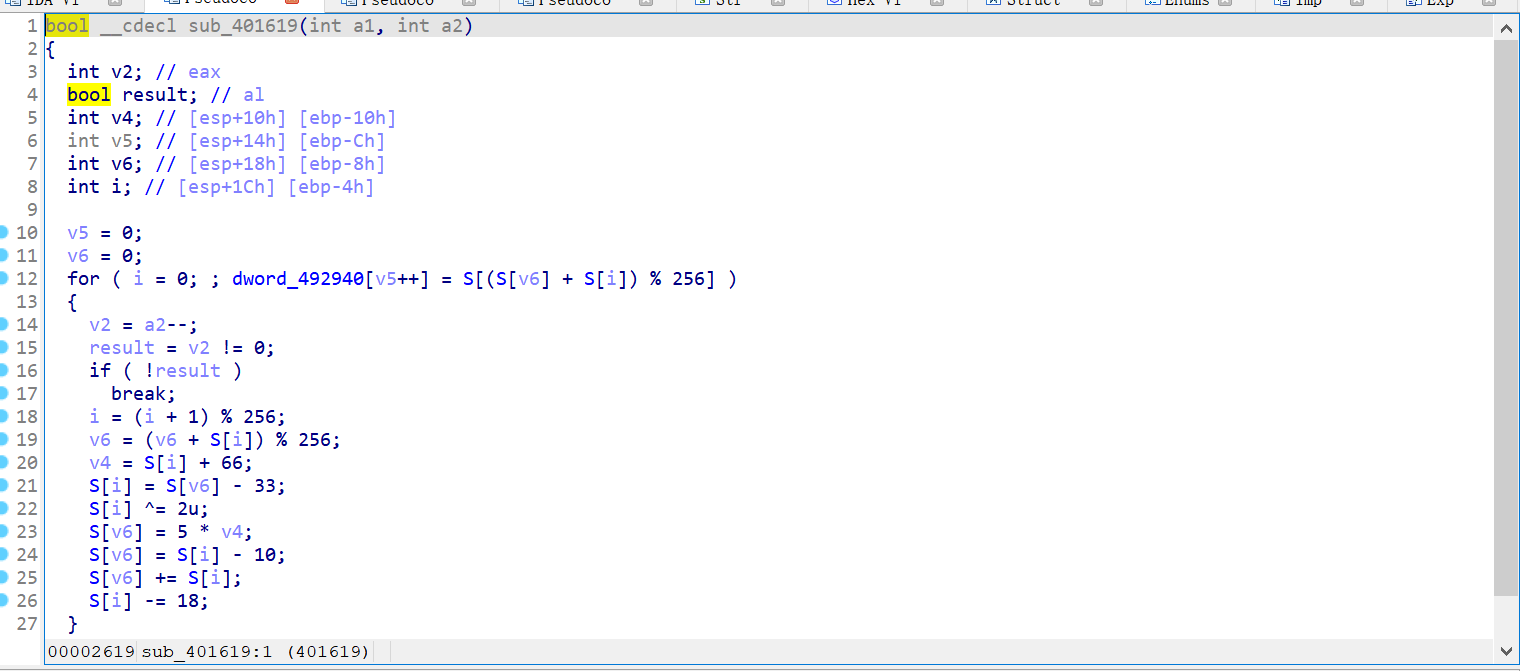 IDA Vi Pseudoco Pseudoco Pseudoco Str Hex Vi Struct Enums Imp Exp
1 bool __cdecl sub_401619(int a1, int a2)
2 {
3 int v2; // eax
4 bool result; // al
5 int v4; // [esp+10h] [ebp-10h]
6 int v5; // [esp+14h] [ebp-Ch]
7 int v6; // [esp+18h] [ebp-8h]
8 int i; // [esp+1Ch] [ebp-4h]
9
10 v5 = 0;
11 v6 = 0;
12 for ( i = 0; ; dword_492940[v5++] = S[(S[v6] + S[i]) % 256] )
13 {
14 v2 = a2--;
15 result = v2 != 0;
16 if ( !result )
17 break;
18 i = (i + 1) % 256;
19 v6 = (v6 + S[i]) % 256;
20 v4 = S[i] + 66;
21 S[i] = S[v6] - 33;
22 S[i] ^= 2u;
23 S[v6] = 5 * v4;
24 S[v6] = S[i] - 10;
25 S[v6] += S[i];
26 S[i] -= 18;
27 }
00002619 sub_401619:1 (401619)